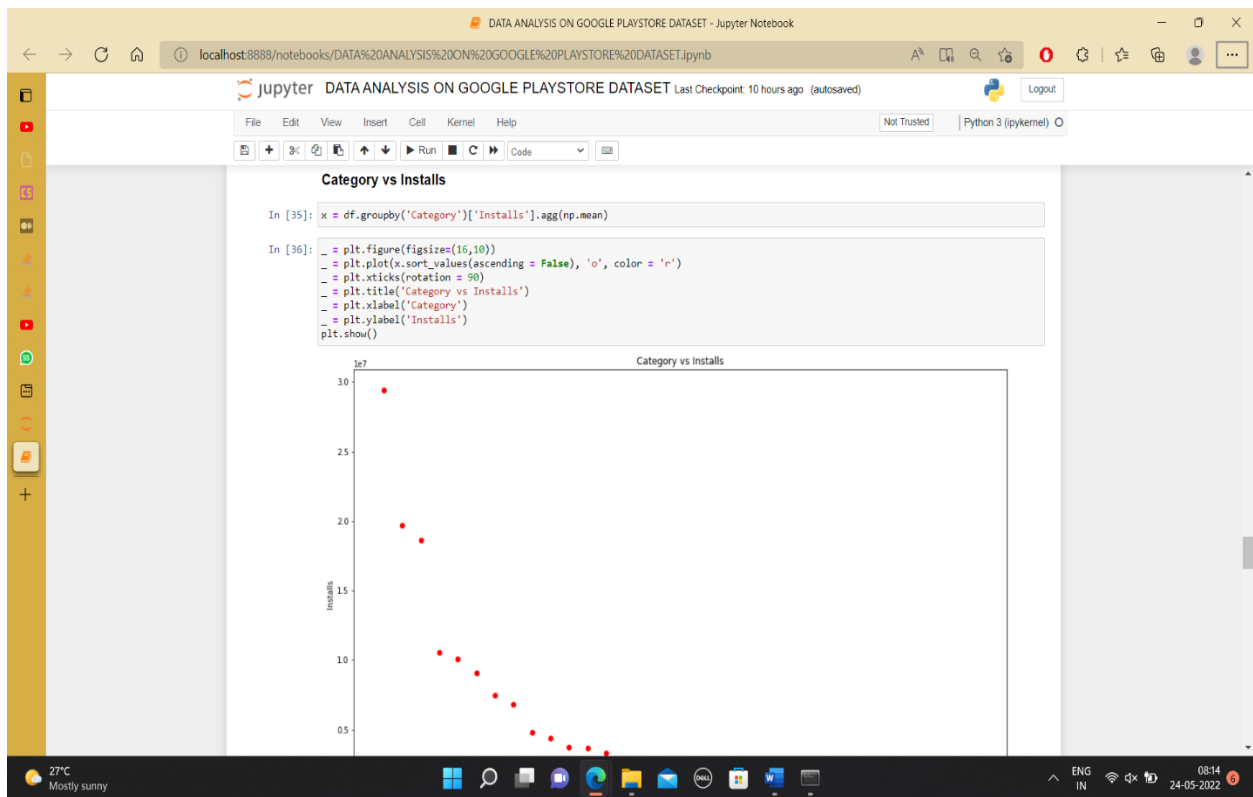 DATA ANALYSIS ON GOOGLE PLAYSTORE DATASET - Jupyter Notebook
localhost:8888/notebooks/DATA%20ANALYSIS%20ON%20GOOGLE%20PLAYSTORE%20DATASET.ipynb
jupyter DATA ANALYSIS ON GOOGLE PLAYSTORE DATASET Last Checkpoint: 10 hours ago (autosaved)
Logout
File Edit View Insert Cell Kernel Help
Not Trusted
Python 3 (ipykernel)
Run
Code
Category vs Installs
In [35]: x = df.groupby('Category')['Installs'].agg(np.mean)
In [36]: _ = plt.figure(figsize=(16,10))
_ = plt.plot(x.sort_values(ascending = False), 'o', color = 'r')
_ = plt.xticks(rotation = 90)
_ = plt.title('Category vs Installs')
_ = plt.xlabel('Category')
_ = plt.ylabel('Installs')
plt.show()
Category vs Installs
1e7
3.0
2.5
2.0
1.5
1.0
0.5
Installs
27°C
Mostly sunny
DELL
ENG
IN
08:14
24-05-2022
6